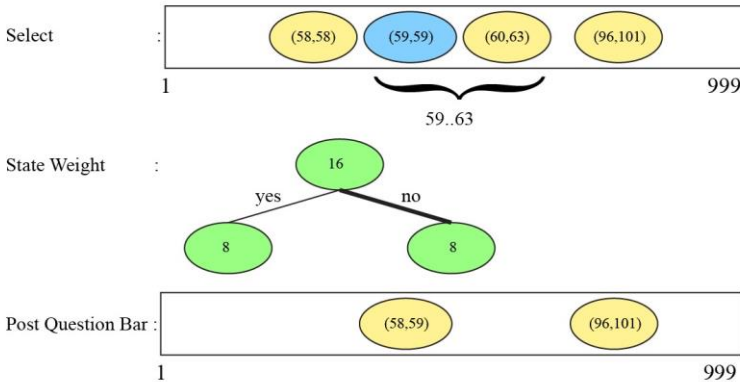 Select : (58,58) (59,59) (60,63) (96,101)
1 999
59..63
State Weight : 16
yes no
8 8
Post Question Bar : (58,59) (96,101)
1 999